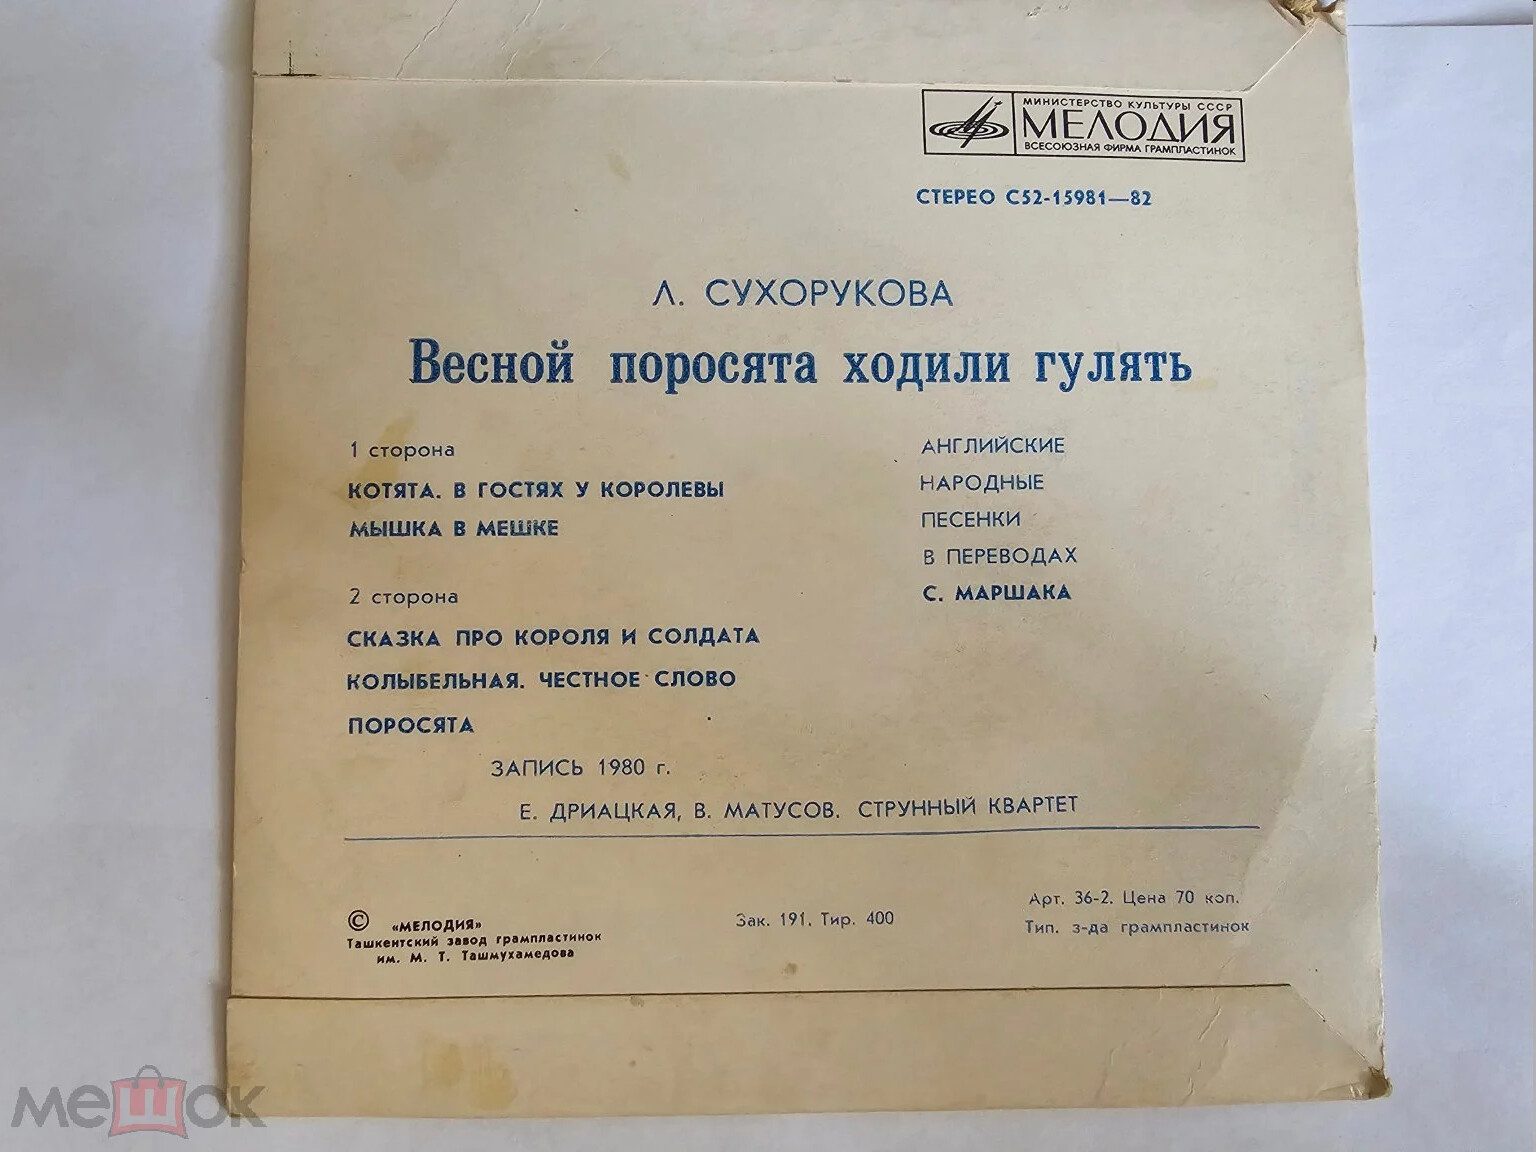 МИНИСТЕРСТВО КУЛЬТУРЫ СССР
МЕЛОДИЯ
ВСЕСОЮЗНАЯ ФИРМА ГРАМПЛАСТИНОК
СТЕРЕО С52-15981—82
Л. СУХОРУКОВА
Весной поросята ходили гулять
1 сторона
КОТЯТА. В ГОСТЯХ У КОРОЛЕВЫ
МЫШКА В МЕШКЕ
2 сторона
СКАЗКА ПРО КОРОЛЯ И СОЛДАТА
КОЛЫБЕЛЬНАЯ. ЧЕСТНОЕ СЛОВО
ПОРОСЯТА
АНГЛИЙСКИЕ
НАРОДНЫЕ
ПЕСЕНКИ
В ПЕРЕВОДАХ
С. МАРШАКА
ЗАПИСЬ 1980 г.
Е. ДРИАЦКАЯ, В. МАТУСОВ. СТРУННЫЙ КВАРТЕТ
© «МЕЛОДИЯ»
Ташкентский завод грампластинок
им. М. Т. Ташмухамедова
Зак. 191. Тир. 400
Арт. 36-2. Цена 70 коп.
Тип. з-да грампластинок
мешок